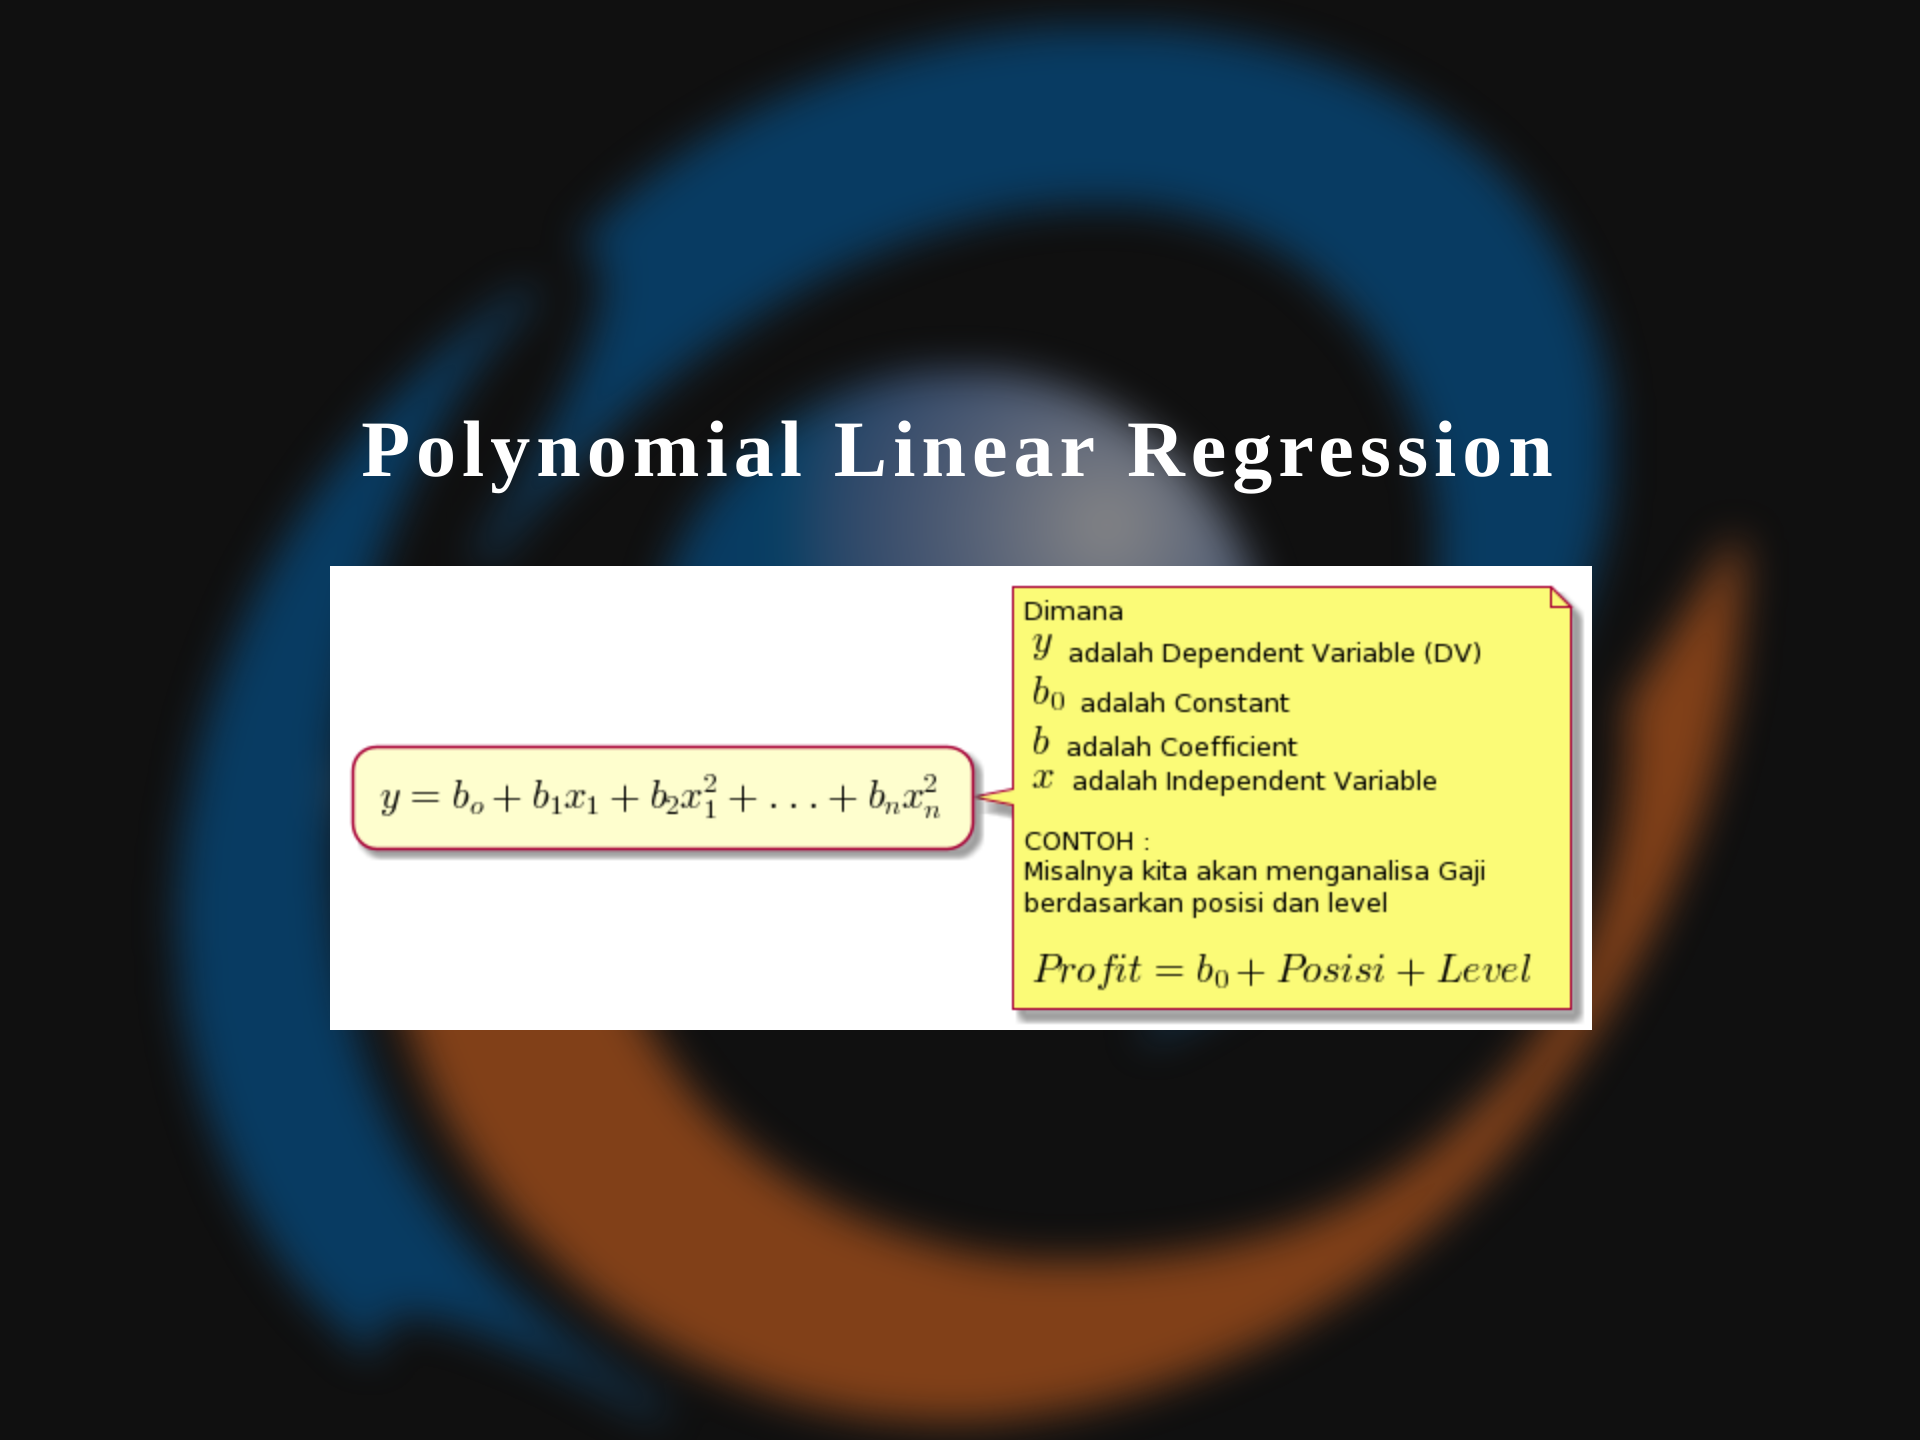 Polynomial Linear Regression
y = b_o + b_1x_1 + b_2x_1^2 + . . . + b_nx_n^2
Dimana
y adalah Dependent Variable (DV)
b_0 adalah Constant
b adalah Coefficient
x adalah Independent Variable
CONTOH :
Misalnya kita akan menganalisa Gaji
berdasarkan posisi dan level
Profit = b_0 + Posisi + Level